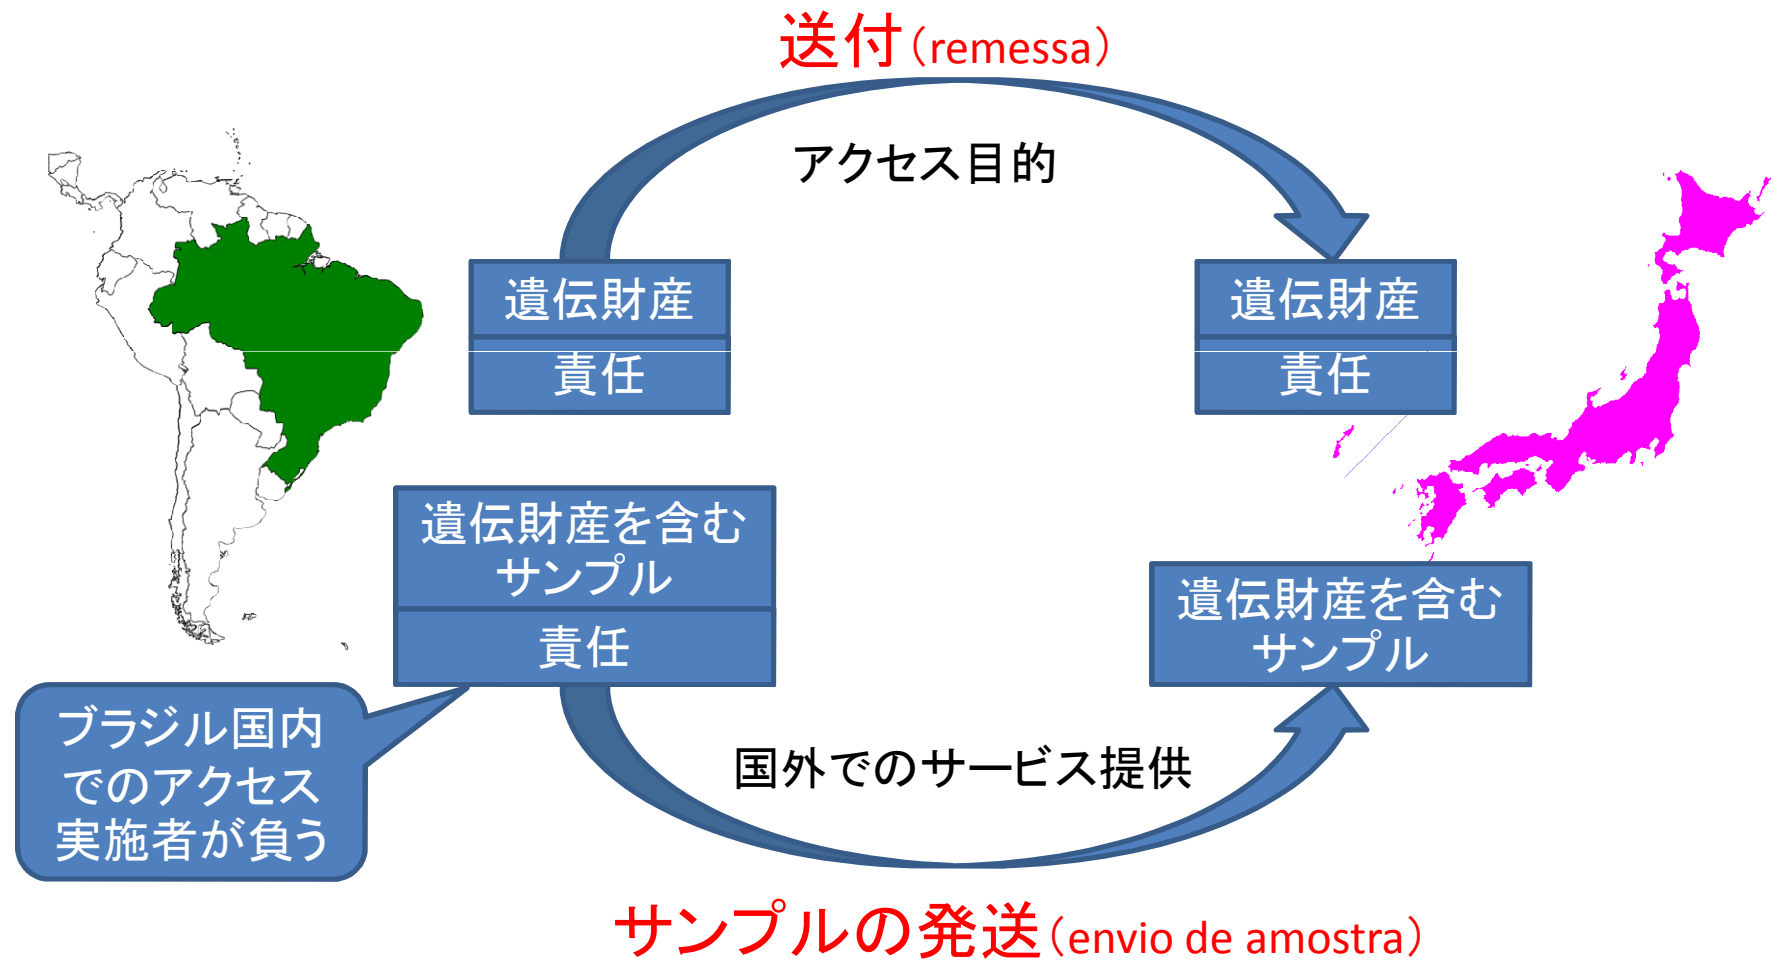 送付（remessa）
アクセス目的
遺伝財産
責任
遺伝財産
責任
遺伝財産を含む
サンプル
責任
遺伝財産を含む
サンプル
ブラジル国内
でのアクセス
実施者が負う
国外でのサービス提供
サンプルの発送（envio de amostra）